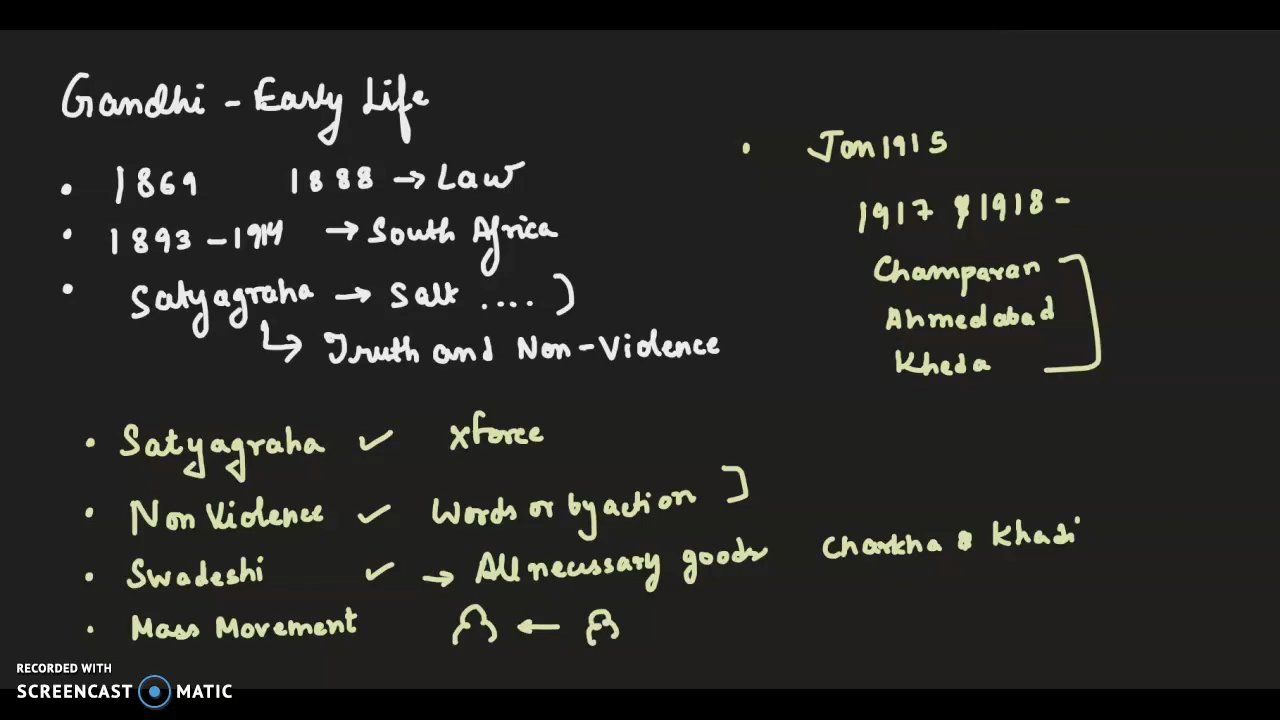 Gandhi - Early Life
• 1869 1888 → Law
• 1893 - 1914 → South Africa
• Satyagraha → Salt ....)
↳ Truth and Non-Violence
• Jan 1915
1917 & 1918 -
Champaran
Ahmedabad
Kheda
• Satyagraha ✓ x force
• Non Violence ✓ Words or by action ]
• Swadeshi ✓ → All necussary goods Charkha & Khadi
• Mass Movement ←
RECORDED WITH
SCREENCAST MATIC